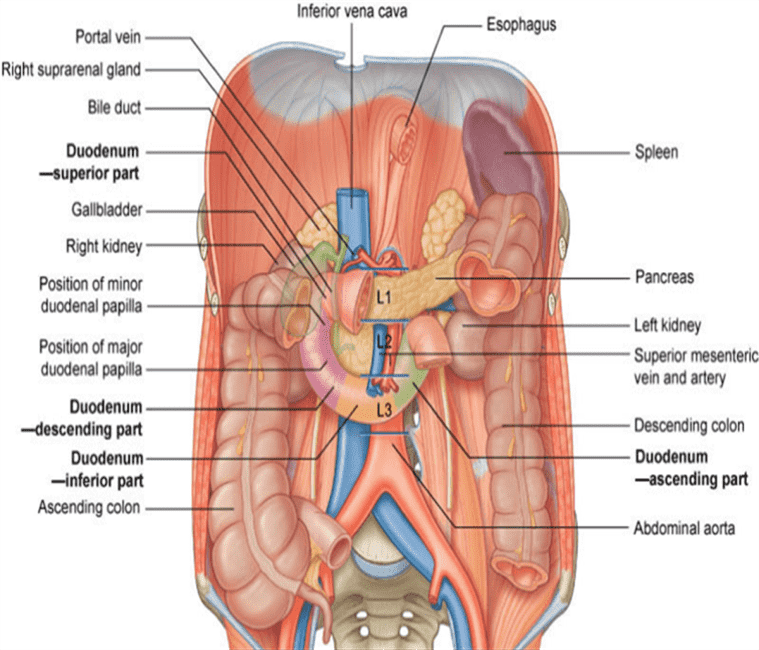 Inferior vena cava
Esophagus
Portal vein
Right suprarenal gland
Bile duct
Duodenum
—superior part
Gallbladder
Right kidney
Position of minor
duodenal papilla
Position of major
duodenal papilla
Duodenum
—descending part
Duodenum
—inferior part
Ascending colon
L1
L2
L3
Spleen
Pancreas
Left kidney
Superior mesenteric
vein and artery
Descending colon
Duodenum
—ascending part
Abdominal aorta